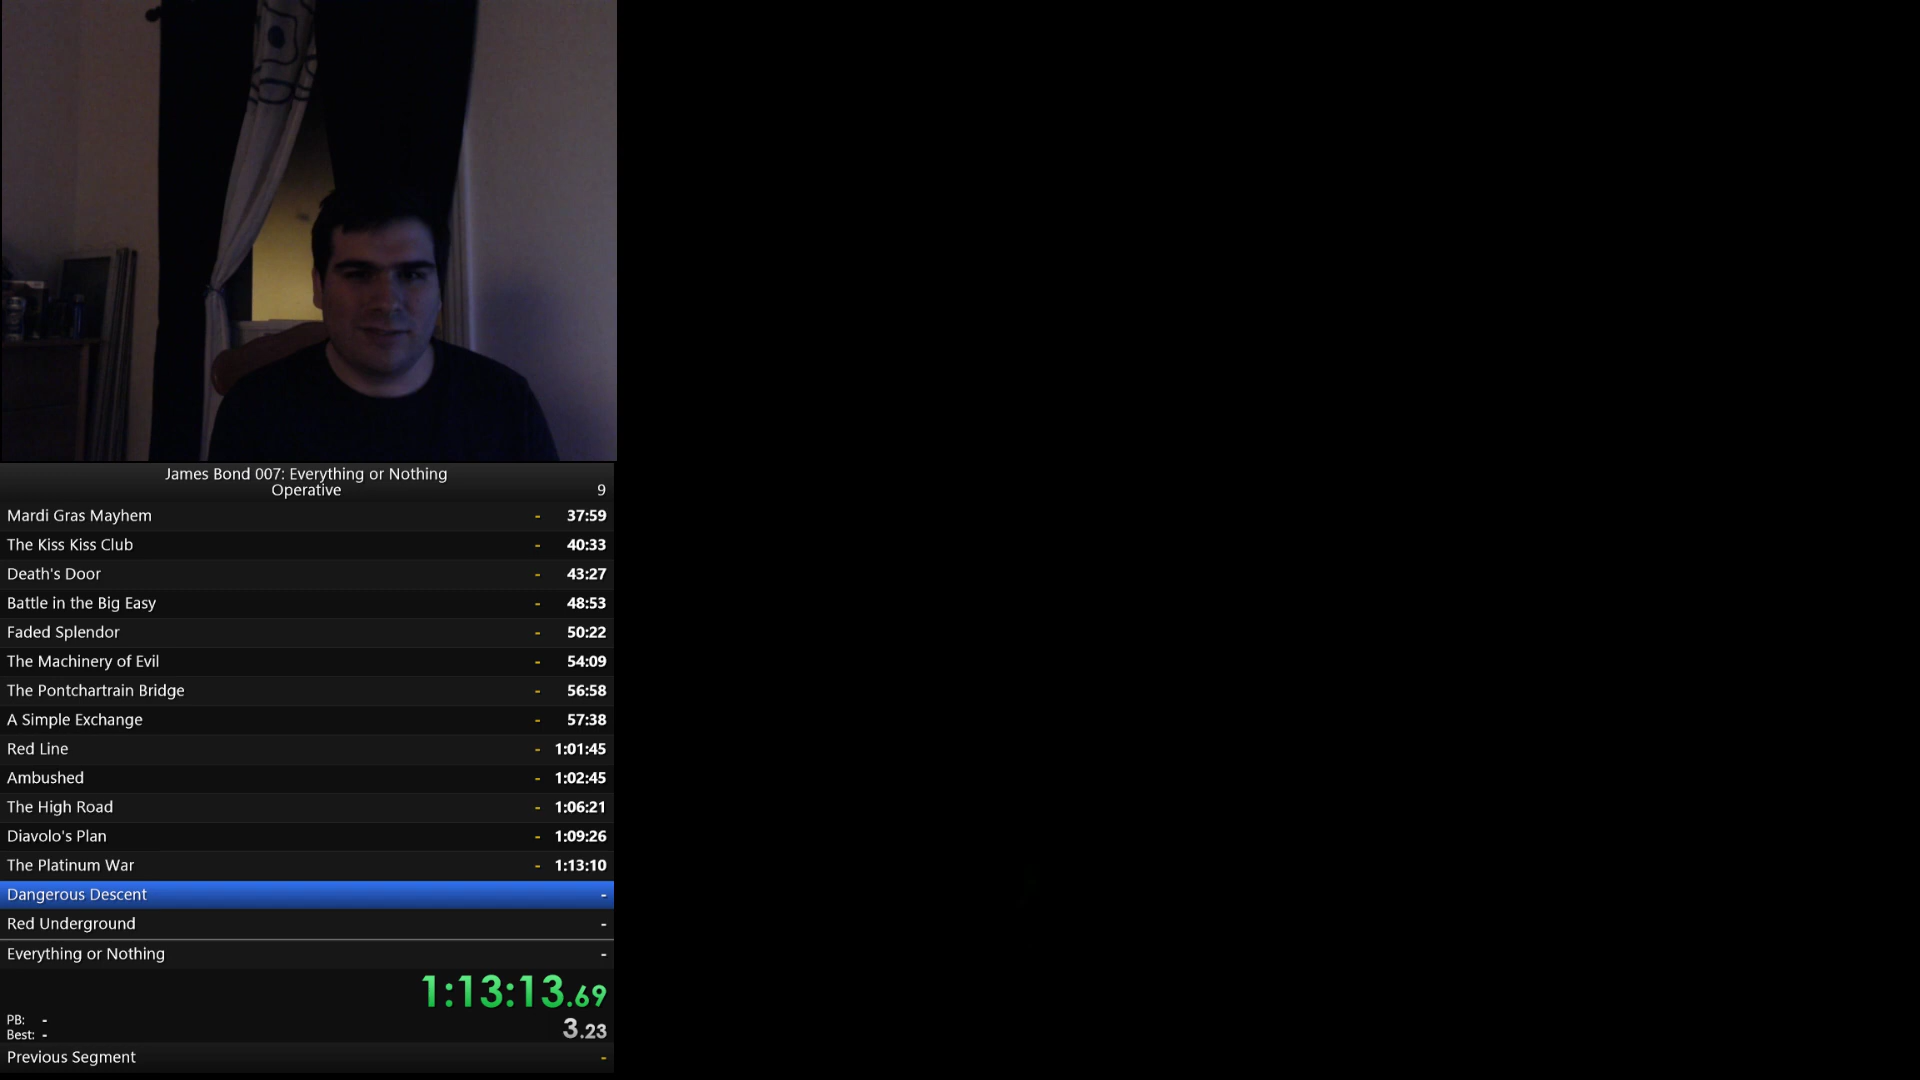 James Bond 007: Everything or Nothing
Operative 9
Mardi Gras Mayhem - 37:59
The Kiss Kiss Club - 40:33
Death's Door - 43:27
Battle in the Big Easy - 48:53
Faded Splendor - 50:22
The Machinery of Evil - 54:09
The Pontchartrain Bridge - 56:58
A Simple Exchange - 57:38
Red Line - 1:01:45
Ambushed - 1:02:45
The High Road - 1:06:21
Diavolo's Plan - 1:09:26
The Platinum War - 1:13:10
Dangerous Descent -
Red Underground -
Everything or Nothing -
1:13:13.69
PB: -
Best: - 3.23
Previous Segment -